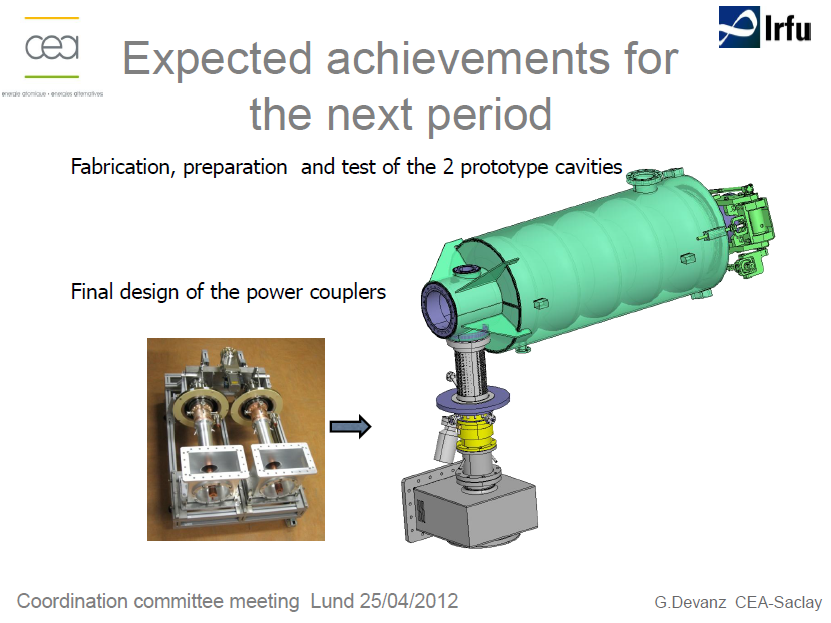 cea
énergie atomique • énergies alternatives
Irfu
Expected achievements for
the next period
Fabrication, preparation  and test of the 2 prototype cavities
Final design of the power couplers
Coordination committee meeting  Lund 25/04/2012
G.Devanz  CEA-Saclay